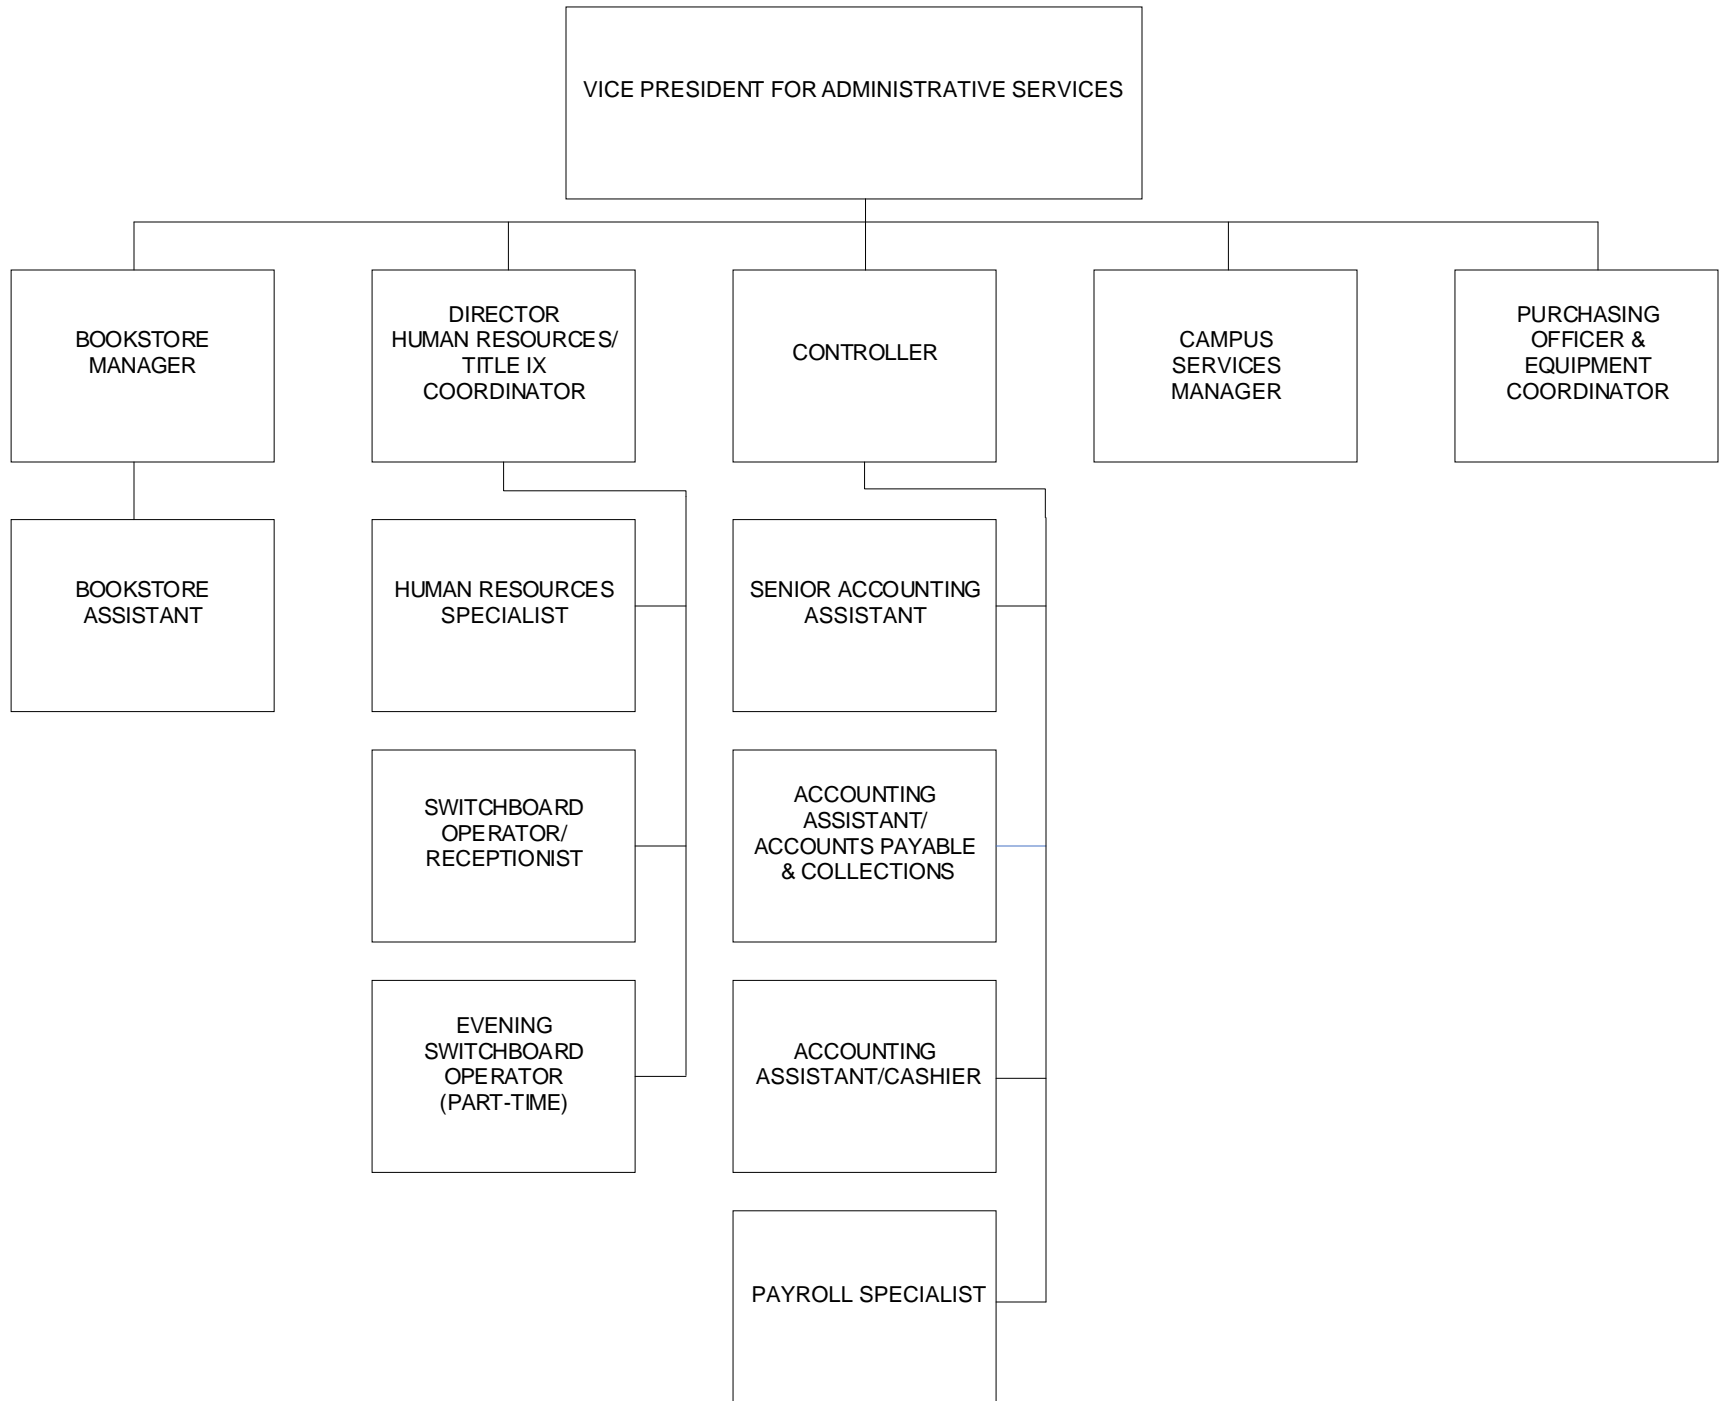 VICE PRESIDENT FOR ADMINISTRATIVE SERVICES
BOOKSTORE
MANAGER
DIRECTOR
HUMAN RESOURCES/
TITLE IX
COORDINATOR
CONTROLLER
CAMPUS
SERVICES
MANAGER
PURCHASING
OFFICER &
EQUIPMENT
COORDINATOR
BOOKSTORE
ASSISTANT
HUMAN RESOURCES
SPECIALIST
SENIOR ACCOUNTING
ASSISTANT
SWITCHBOARD
OPERATOR/
RECEPTIONIST
ACCOUNTING
ASSISTANT/
ACCOUNTS PAYABLE
& COLLECTIONS
EVENING
SWITCHBOARD
OPERATOR
(PART-TIME)
ACCOUNTING
ASSISTANT/CASHIER
PAYROLL SPECIALIST